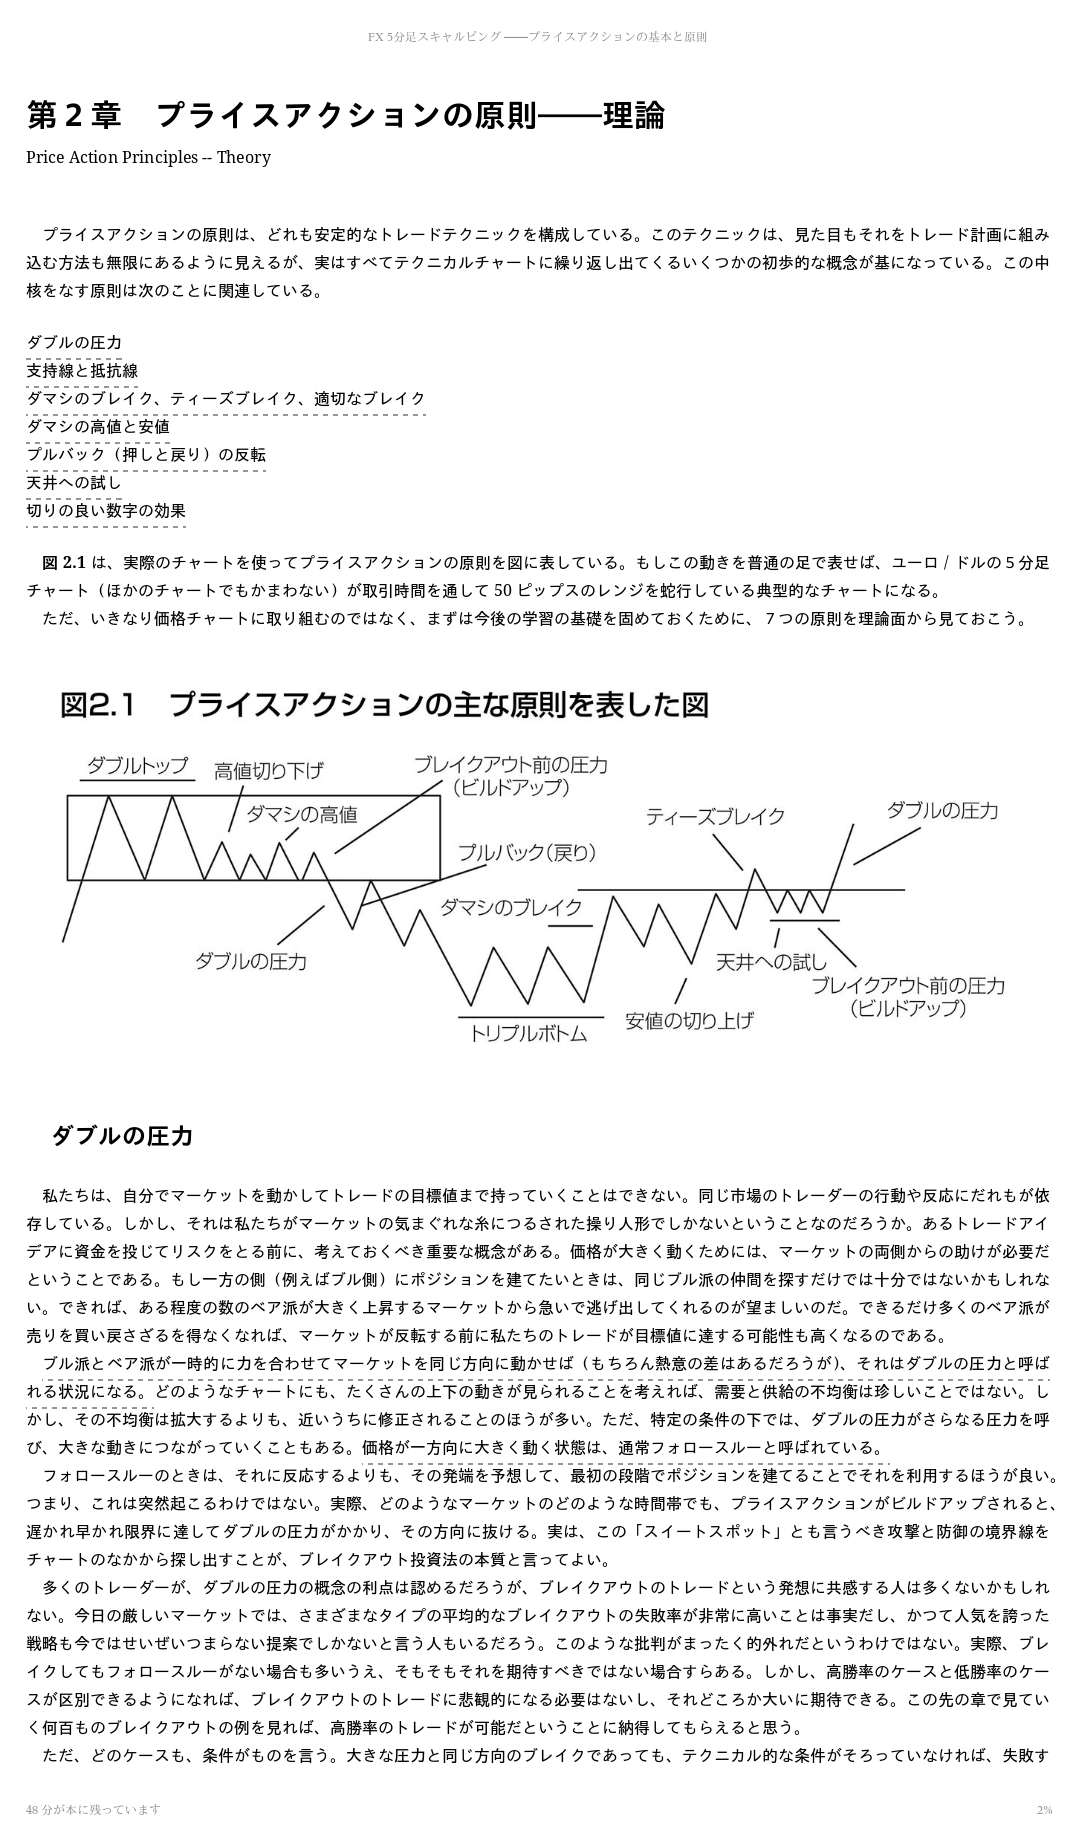 FX 5分足スキャルピング ――プライスアクションの基本と原則
第２章　プライスアクションの原則――理論
Price Action Principles -- Theory
プライスアクションの原則は、どれも安定的なトレードテクニックを構成している。このテクニックは、見た目もそれをトレード計画に組み
込む方法も無限にあるように見えるが、実はすべてテクニカルチャートに繰り返し出てくるいくつかの初歩的な概念が基になっている。この中
核をなす原則は次のことに関連している。
ダブルの圧力
支持線と抵抗線
ダマシのブレイク、ティーズブレイク、適切なブレイク
ダマシの高値と安値
プルバック（押しと戻り）の反転
天井への試し
切りの良い数字の効果
図 2.1 は、実際のチャートを使ってプライスアクションの原則を図に表している。もしこの動きを普通の足で表せば、ユーロ / ドルの５分足
チャート（ほかのチャートでもかまわない）が取引時間を通して 50 ピップスのレンジを蛇行している典型的なチャートになる。
ただ、いきなり価格チャートに取り組むのではなく、まずは今後の学習の基礎を固めておくために、７つの原則を理論面から見ておこう。
図2.1　プライスアクションの主な原則を表した図
ダブルトップ
高値切り下げ
ブレイクアウト前の圧力
（ビルドアップ）
ダマシの高値
ティーズブレイク
ダブルの圧力
プルバック（戻り）
ダマシのブレイク
ダブルの圧力
天井への試し
ブレイクアウト前の圧力
（ビルドアップ）
安値の切り上げ
トリプルボトム
ダブルの圧力
私たちは、自分でマーケットを動かしてトレードの目標値まで持っていくことはできない。同じ市場のトレーダーの行動や反応にだれもが依
存している。しかし、それは私たちがマーケットの気まぐれな糸につるされた操り人形でしかないということなのだろうか。あるトレードアイ
デアに資金を投じてリスクをとる前に、考えておくべき重要な概念がある。価格が大きく動くためには、マーケットの両側からの助けが必要だ
ということである。もし一方の側（例えばブル側）にポジションを建てたいときは、同じブル派の仲間を探すだけでは十分ではないかもしれな
い。できれば、ある程度の数のベア派が大きく上昇するマーケットから急いで逃げ出してくれるのが望ましいのだ。できるだけ多くのベア派が
売りを買い戻さざるを得なくなれば、マーケットが反転する前に私たちのトレードが目標値に達する可能性も高くなるのである。
ブル派とベア派が一時的に力を合わせてマーケットを同じ方向に動かせば（もちろん熱意の差はあるだろうが）、それはダブルの圧力と呼ば
れる状況になる。どのようなチャートにも、たくさんの上下の動きが見られることを考えれば、需要と供給の不均衡は珍しいことではない。し
かし、その不均衡は拡大するよりも、近いうちに修正されることのほうが多い。ただ、特定の条件の下では、ダブルの圧力がさらなる圧力を呼
び、大きな動きにつながっていくこともある。価格が一方向に大きく動く状態は、通常フォロースルーと呼ばれている。
フォロースルーのときは、それに反応するよりも、その発端を予想して、最初の段階でポジションを建てることでそれを利用するほうが良い。
つまり、これは突然起こるわけではない。実際、どのようなマーケットのどのような時間帯でも、プライスアクションがビルドアップされると、
遅かれ早かれ限界に達してダブルの圧力がかかり、その方向に抜ける。実は、この「スイートスポット」とも言うべき攻撃と防御の境界線を
チャートのなかから探し出すことが、ブレイクアウト投資法の本質と言ってよい。
多くのトレーダーが、ダブルの圧力の概念の利点は認めるだろうが、ブレイクアウトのトレードという発想に共感する人は多くないかもしれ
ない。今日の厳しいマーケットでは、さまざまなタイプの平均的なブレイクアウトの失敗率が非常に高いことは事実だし、かつて人気を誇った
戦略も今ではせいぜいつまらない提案でしかないと言う人もいるだろう。このような批判がまったく的外れだというわけではない。実際、ブレ
イクしてもフォロースルーがない場合も多いうえ、そもそもそれを期待すべきではない場合すらある。しかし、高勝率のケースと低勝率のケー
スが区別できるようになれば、ブレイクアウトのトレードに悲観的になる必要はないし、それどころか大いに期待できる。この先の章で見てい
く何百ものブレイクアウトの例を見れば、高勝率のトレードが可能だということに納得してもらえると思う。
ただ、どのケースも、条件がものを言う。大きな圧力と同じ方向のブレイクであっても、テクニカル的な条件がそろっていなければ、失敗す
48 分が本に残っています
2%